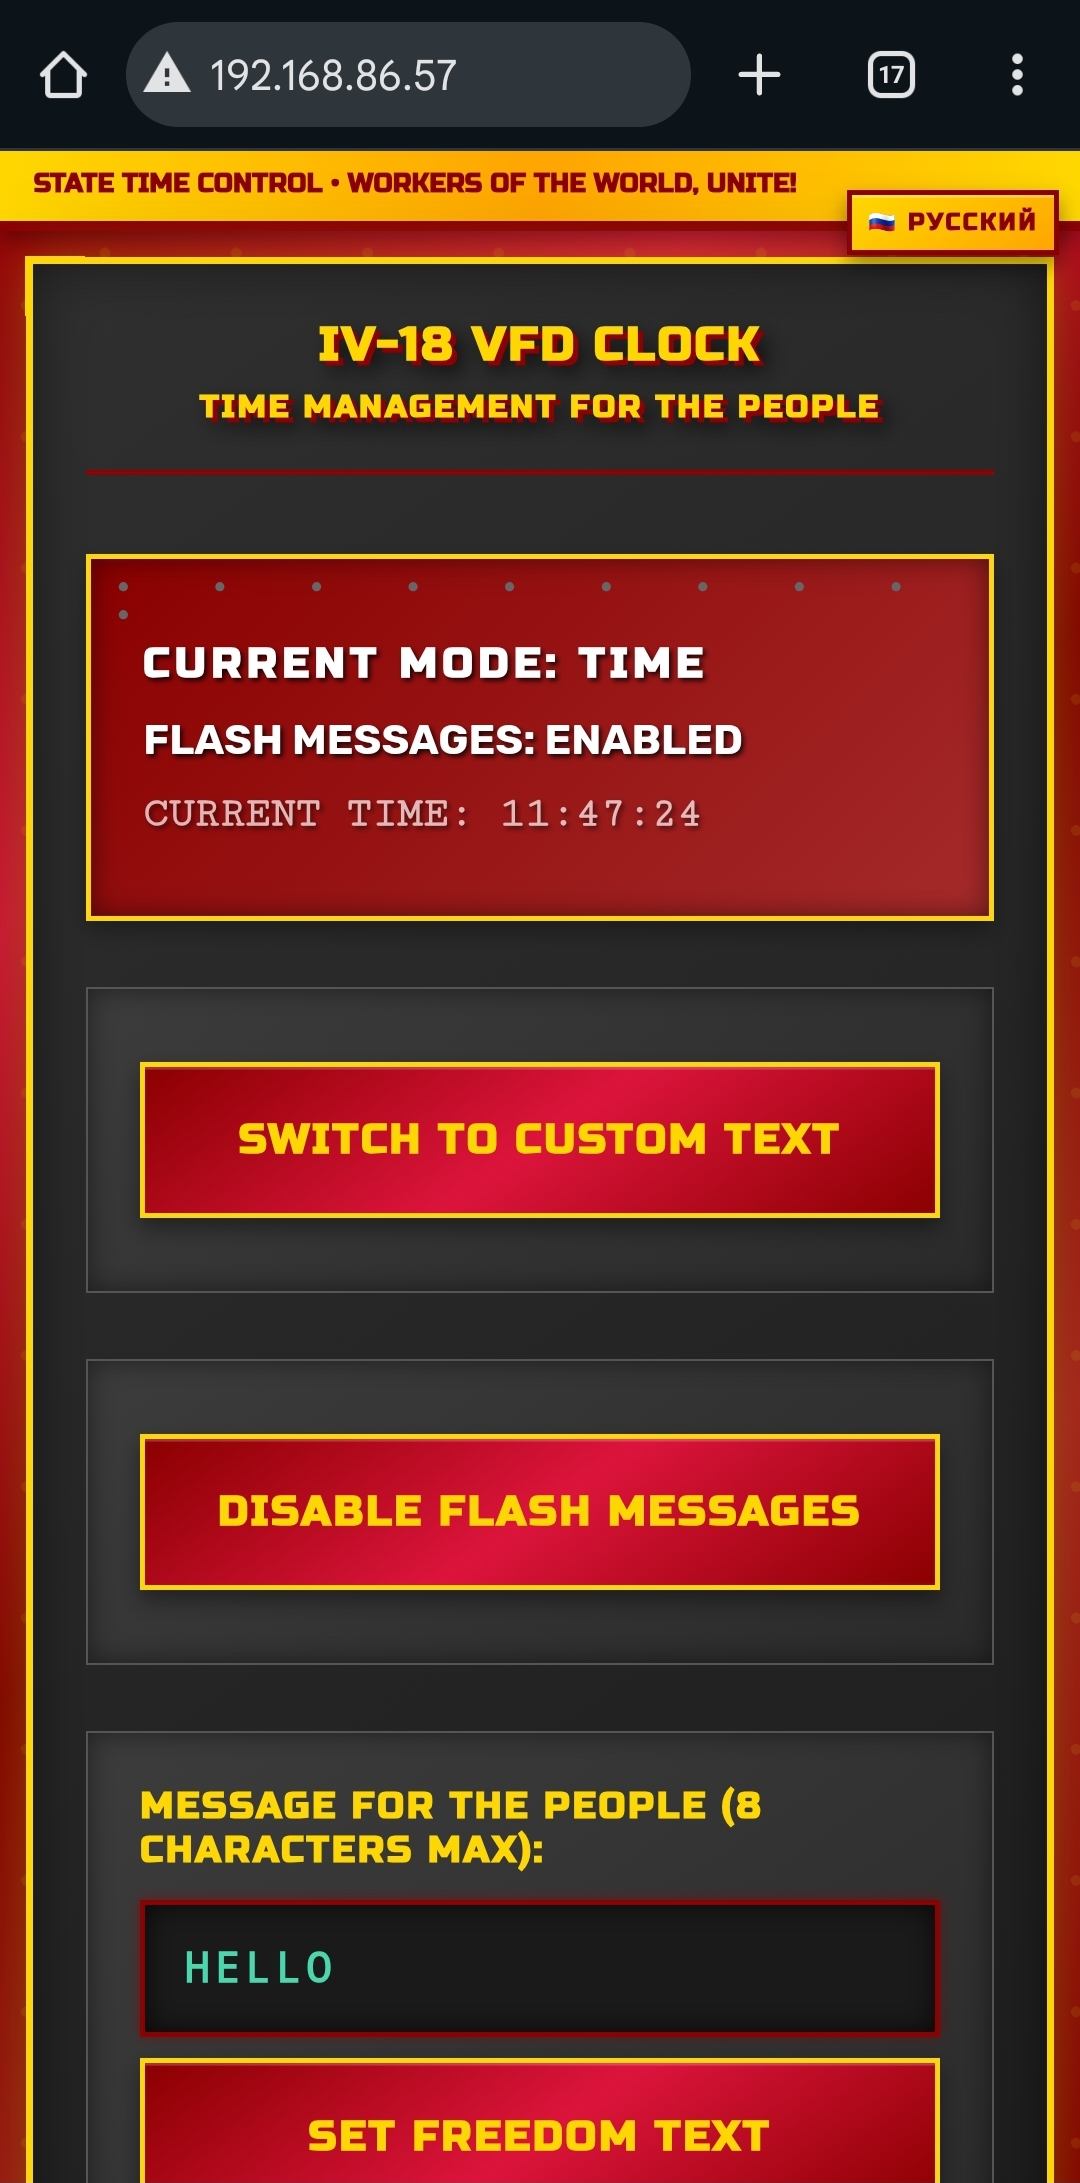 192.168.86.57
17
STATE TIME CONTROL • WORKERS OF THE WORLD, UNITE!
РУССКИЙ
IV-18 VFD CLOCK
TIME MANAGEMENT FOR THE PEOPLE
CURRENT MODE: TIME
FLASH MESSAGES: ENABLED
CURRENT TIME: 11:47:24
SWITCH TO CUSTOM TEXT
DISABLE FLASH MESSAGES
MESSAGE FOR THE PEOPLE (8
CHARACTERS MAX):
HELLO
SET FREEDOM TEXT